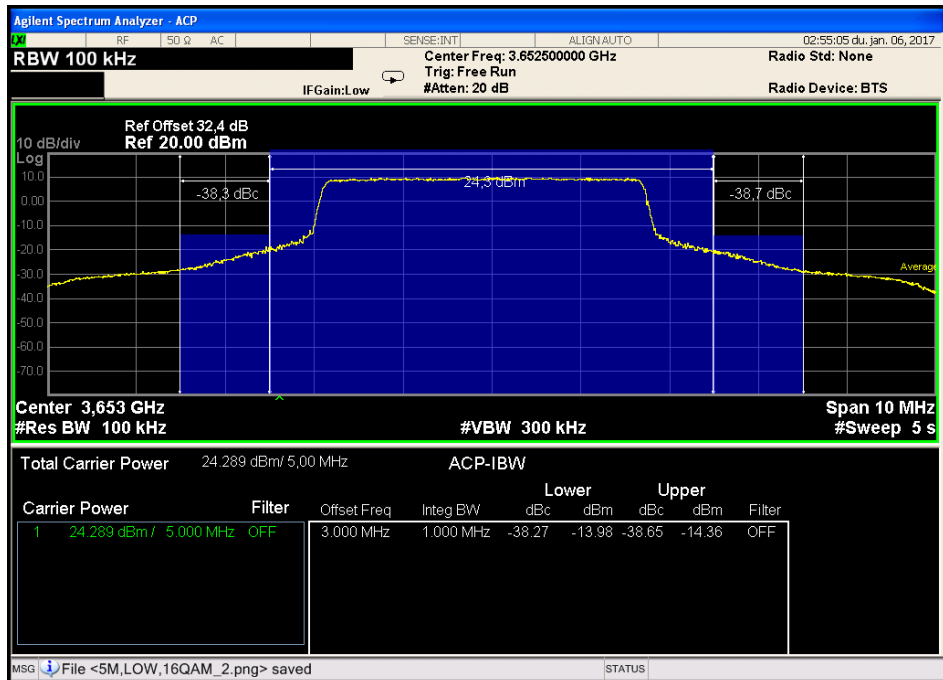 Agilent Spectrum Analyzer - ACP
LXI RF 50 Ω AC SENSE:INT ALIGN AUTO 02:55:05 du. jan. 06, 2017
RBW 100 kHz Center Freq: 3.652500000 GHz Radio Std: None
Trig: Free Run
IFGain:Low #Atten: 20 dB Radio Device: BTS
Ref Offset 32,4 dB
10 dB/div Ref 20.00 dBm
Log
10.0
0.00
-10.0
-20.0
-30.0
-40.0
-50.0
-60.0
-70.0
-38,3 dBc 24,3 dBm -38,7 dBc
Average
Center 3,653 GHz Span 10 MHz
#Res BW 100 kHz #VBW 300 kHz #Sweep 5 s
Total Carrier Power 24.289 dBm/ 5,00 MHz ACP-IBW
Lower Upper
Carrier Power Filter Offset Freq Integ BW dBc dBm dBc dBm Filter
1 24.289 dBm / 5.000 MHz OFF 3.000 MHz 1.000 MHz -38.27 -13.98 -38.65 -14.36 OFF
MSG File <5M,LOW,16QAM_2.png> saved STATUS